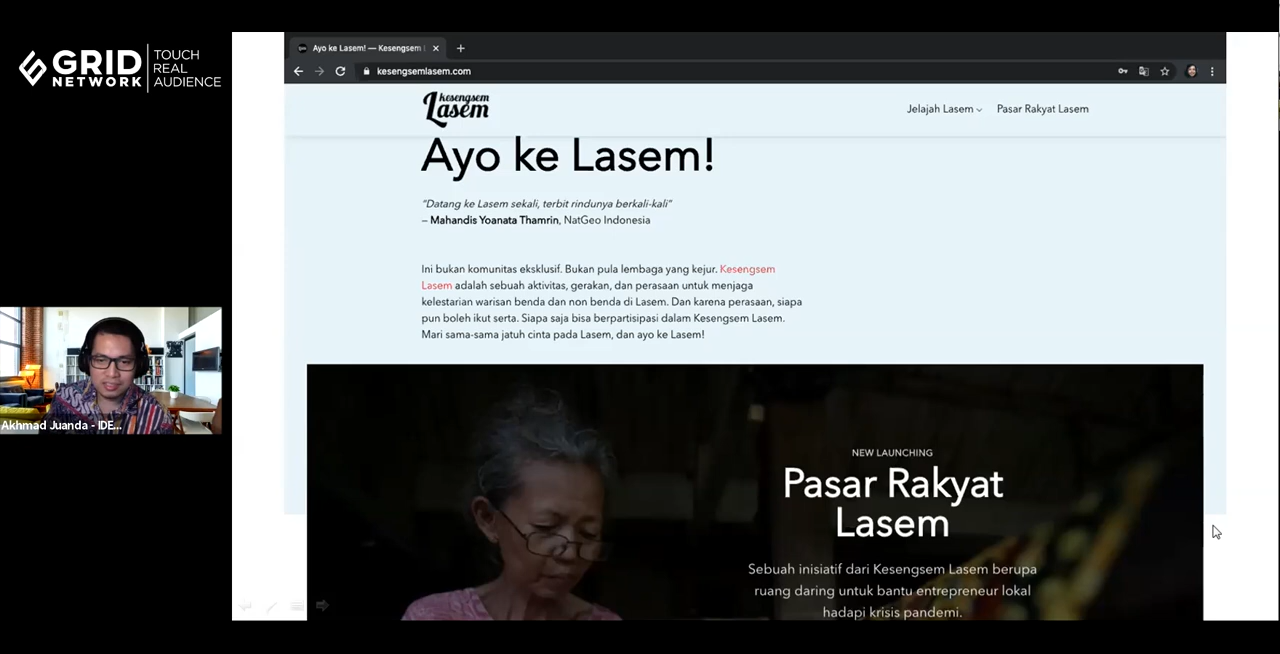 GRID NETWORK
TOUCH
REAL
AUDIENCE
Ayo ke Lasem! — Kesengsem
kesengsemlasem.com
kesengsem
Lasem
Jelajah Lasem
Pasar Rakyat Lasem
Ayo ke Lasem!
“Datang ke Lasem sekali, terbit rindunya berkali-kali”
– Mahandis Yoanata Thamrin, NatGeo Indonesia
Ini bukan komunitas eksklusif. Bukan pula lembaga yang kejur. Kesengsem
Lasem adalah sebuah aktivitas, gerakan, dan perasaan untuk menjaga
kelestarian warisan benda dan non benda di Lasem. Dan karena perasaan, siapa
pun boleh ikut serta. Siapa saja bisa berpartisipasi dalam Kesengsem Lasem.
Mari sama-sama jatuh cinta pada Lasem, dan ayo ke Lasem!
NEW LAUNCHING
Pasar Rakyat
Lasem
Sebuah inisiatif dari Kesengsem Lasem berupa
ruang daring untuk bantu entrepreneur lokal
hadapi krisis pandemi.
Akhmad Juanda - IDE...